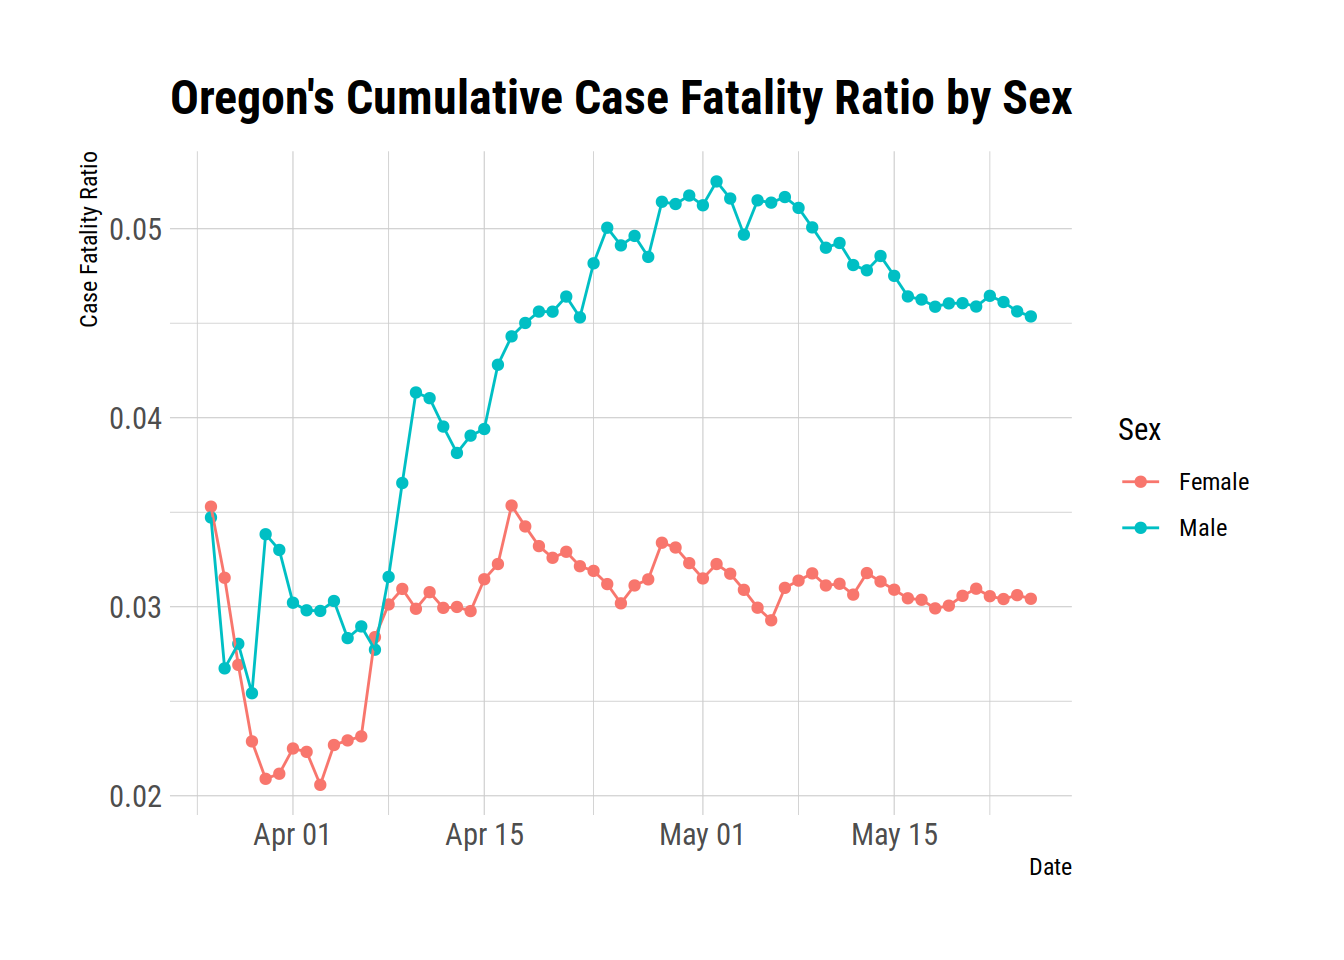 Oregon's Cumulative Case Fatality Ratio by Sex
Case Fatality Ratio
0.05
0.04
0.03
0.02
Apr 01
Apr 15
May 01
May 15
Date
Sex
Female
Male